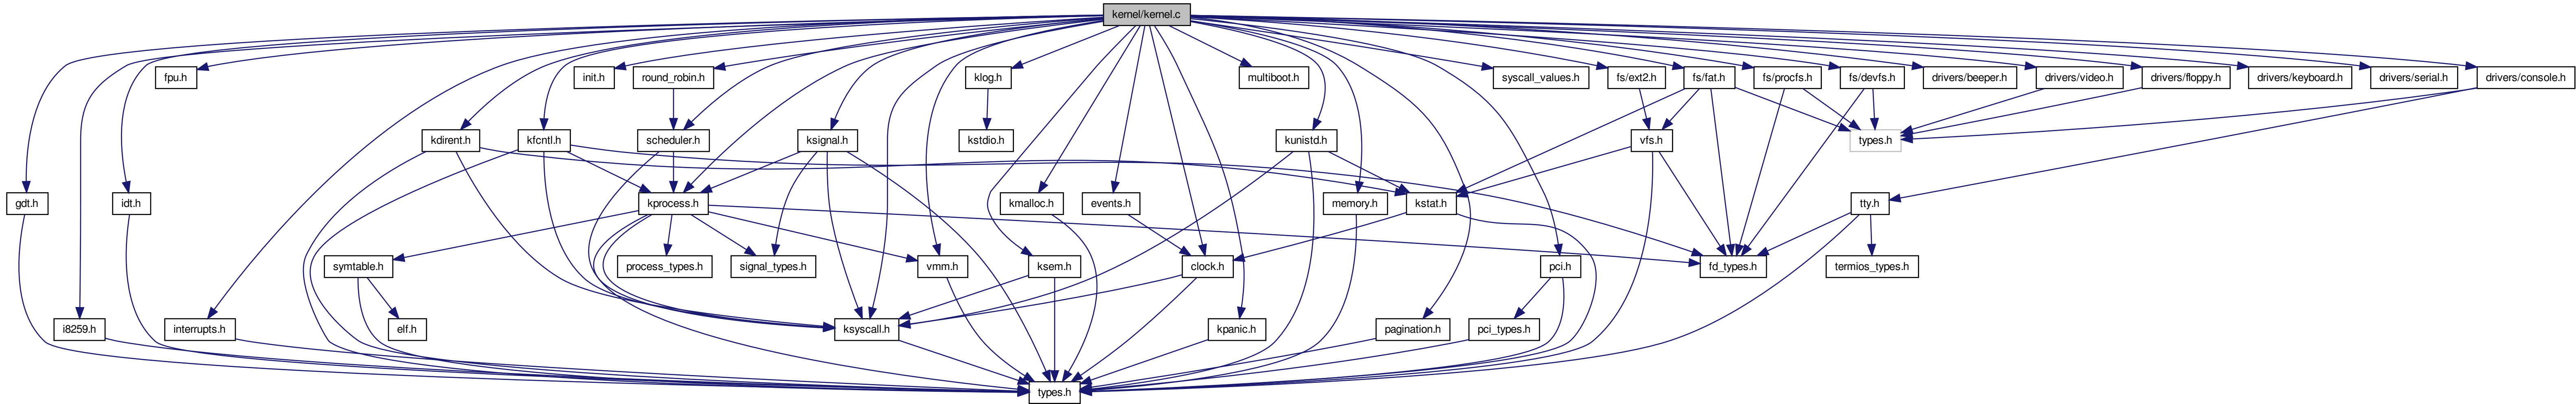 kernel/kernel.c
fpu.h
init.h
round_robin.h
klog.h
multiboot.h
syscall_values.h
fs/ext2.h
fs/fat.h
fs/procfs.h
fs/devfs.h
drivers/beeper.h
drivers/video.h
drivers/floppy.h
drivers/keyboard.h
drivers/serial.h
drivers/console.h
kdirent.h
kfcntl.h
scheduler.h
ksignal.h
kstdio.h
kunistd.h
vfs.h
types.h
gdt.h
idt.h
kprocess.h
kmalloc.h
events.h
memory.h
kstat.h
tty.h
symtable.h
process_types.h
signal_types.h
vmm.h
ksem.h
clock.h
pci.h
fd_types.h
termios_types.h
i8259.h
interrupts.h
elf.h
ksyscall.h
kpanic.h
pagination.h
pci_types.h
types.h